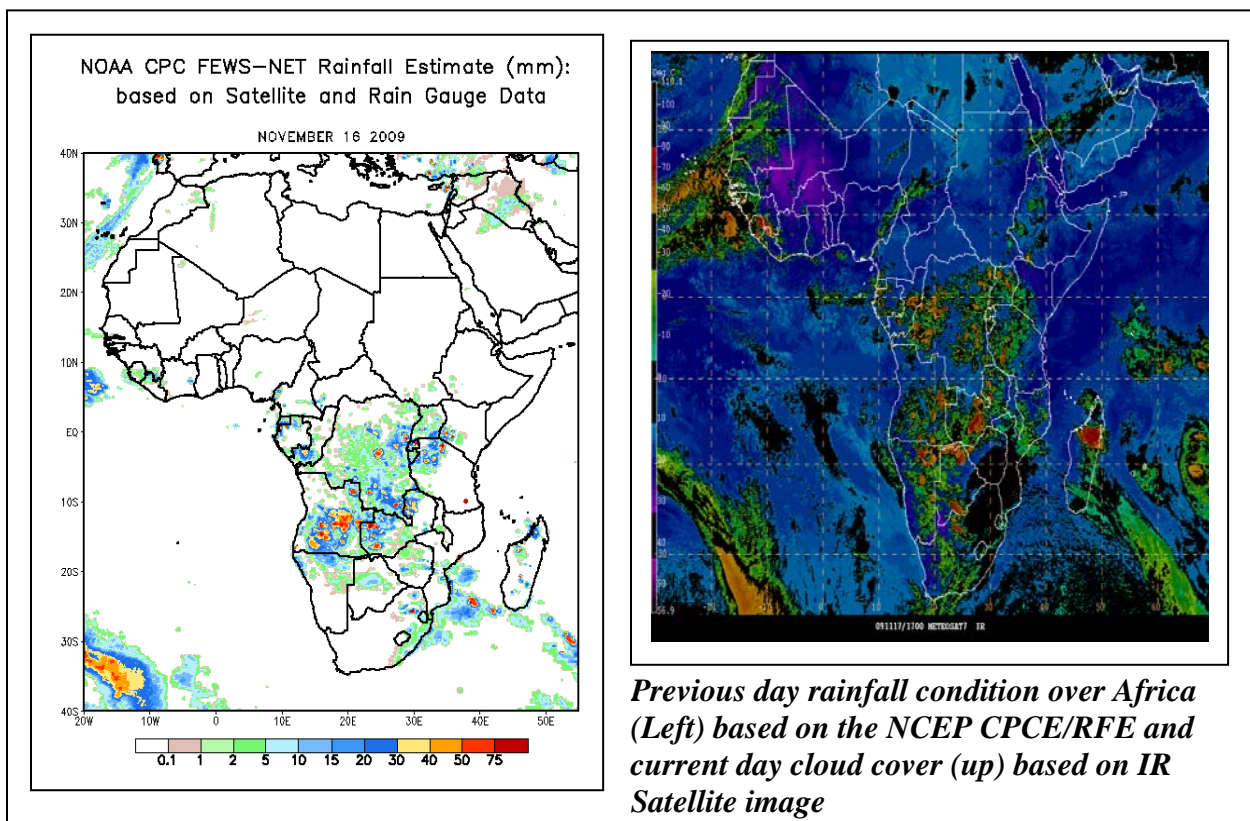 NOAA CPC FEWS-NET Rainfall Estimate (mm):
based on Satellite and Rain Gauge Data
NOVEMBER 16 2009
40N
30N
20N
10N
EQ
10S
20S
30S
40S
20W 10W 0 10E 20E 30E 40E 50E
0.1 1 2 5 10 15 20 30 40 50 75
091117/1700 METEOSAT7 IR
Previous day rainfall condition over Africa
(Left) based on the NCEP CPCE/RFE and
current day cloud cover (up) based on IR
Satellite image